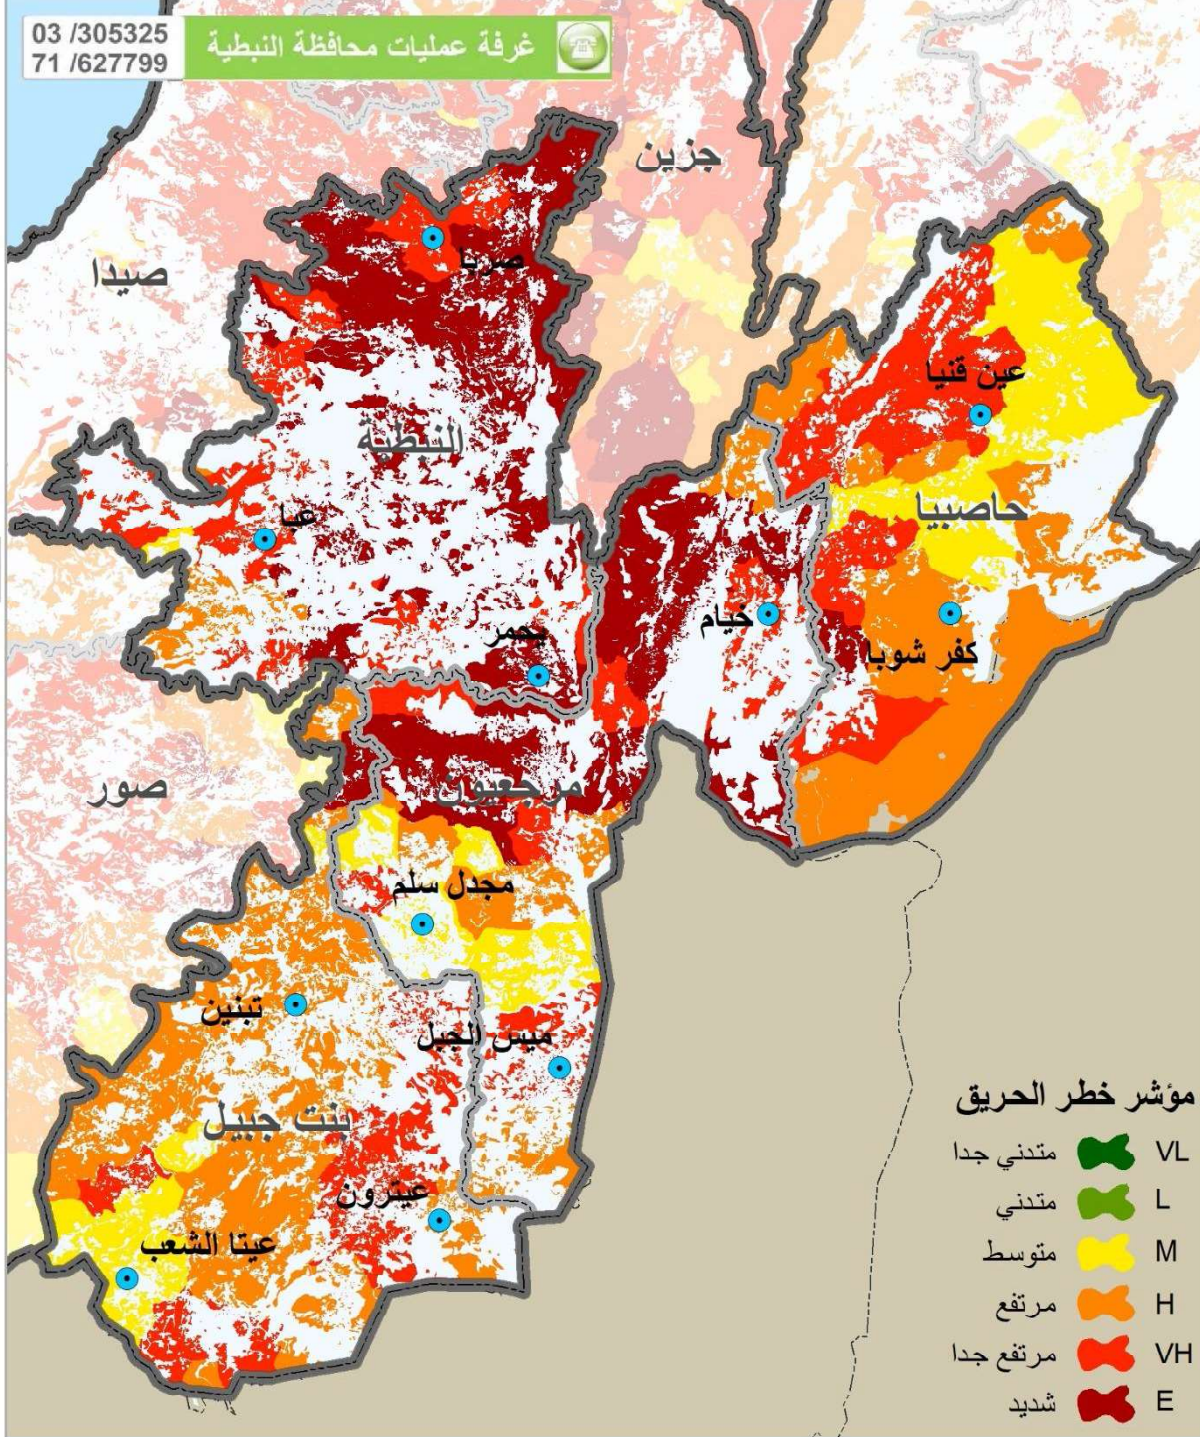 03 /305325
71 /627799
غرفة عمليات محافظة النبطية
جزين
صربا
صيدا
عين قنيا
النبطية
حاصبيا
عبا
خيام
يحمر
كفر شوبا
صور
مرجعيون
مجدل سلم
تبنين
ميس الجبل
بنت جبيل
عيترون
عيتا الشعب
مؤشر خطر الحريق
متدني جدا VL
متدني L
متوسط M
مرتفع H
مرتفع جدا VH
شديد E